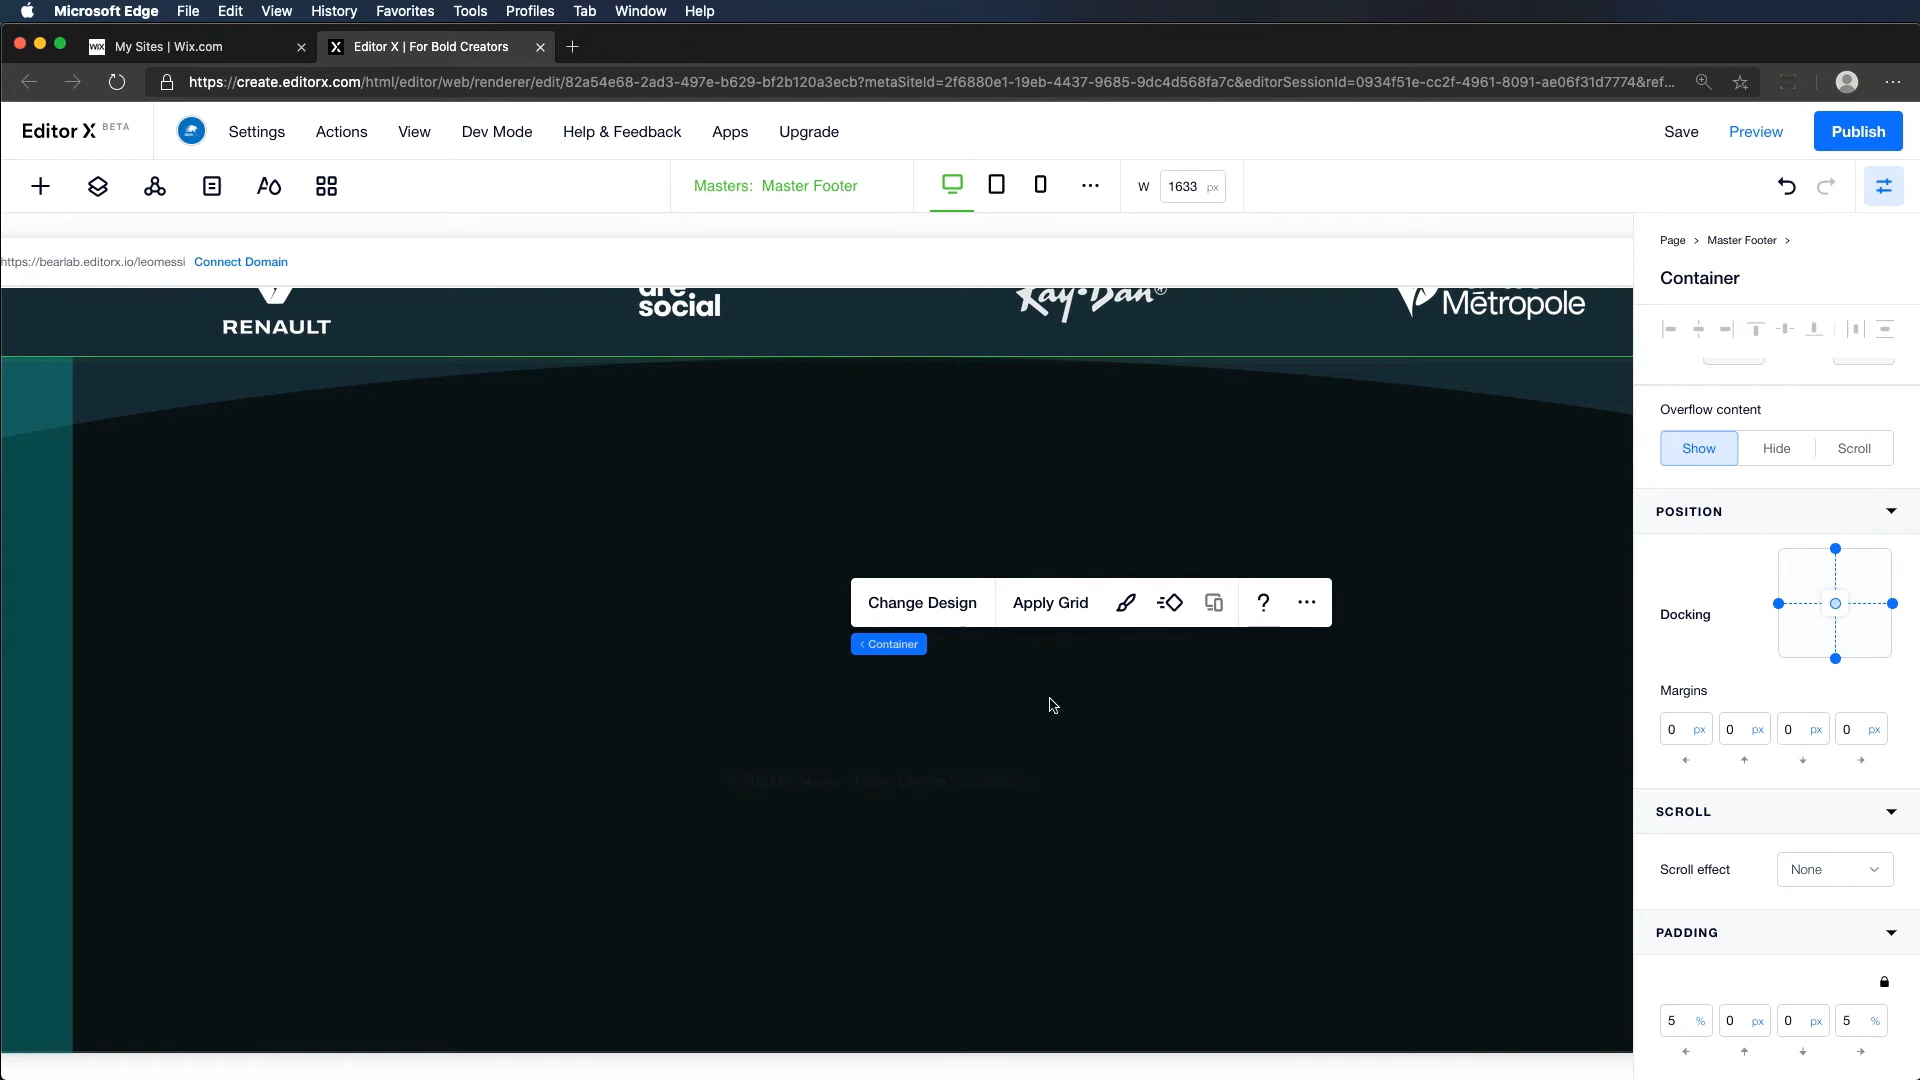 Microsoft Edge File Edit View History Favorites Tools Profiles Tab Window Help
WIX My Sites | Wix.com
X Editor X | For Bold Creators
https://create.editorx.com/html/editor/web/renderer/edit/82a54e68-2ad3-497e-b629-bf2b120a3ecb?metaSiteId=2f6880e1-19eb-4437-9685-9dc4d568fa7c&editorSessionId=0934f51e-cc2f-4961-8091-ae06f31d7774&ref...
Editor X BETA
Settings Actions View Dev Mode Help & Feedback Apps Upgrade
Save Preview Publish
Masters: Master Footer
W 1633 px
https://bearlab.editorx.io/leomessi Connect Domain
RENAULT
are
social
Ray-Ban®
Métropole
Change Design Apply Grid
< Container
Page > Master Footer >
Container
Overflow content
Show Hide Scroll
POSITION
Docking
Margins
0 px 0 px 0 px 0 px
SCROLL
Scroll effect None
PADDING
5 % 0 px 0 px 5 %